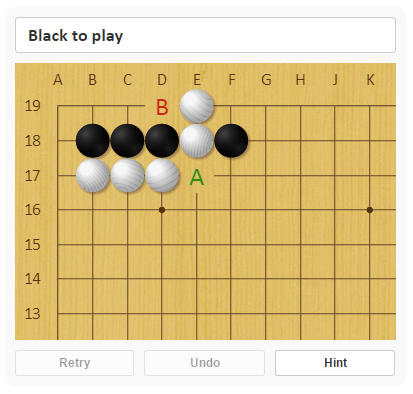 Black to play
A B C D E F G H J K
19 B
18
17 A
16
15
14
13
Retry Undo Hint